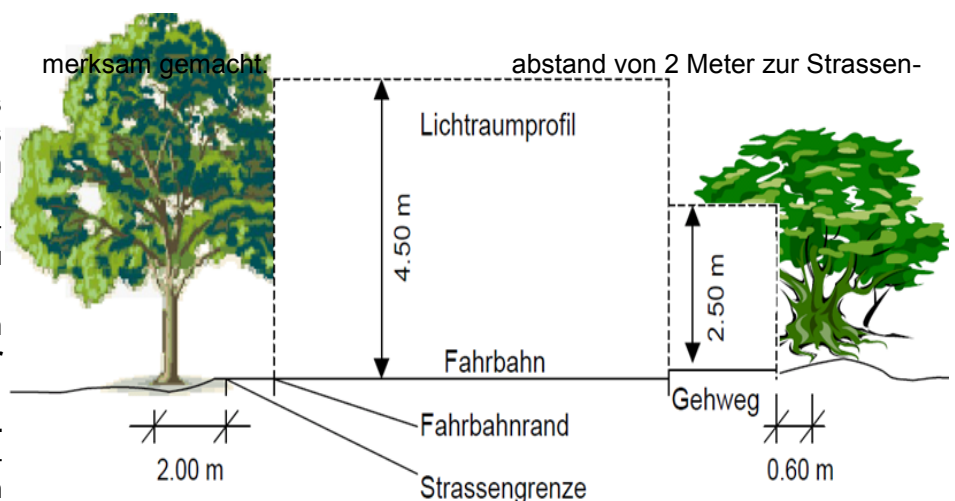 merksam gemacht.
abstand von 2 Meter zur Strassen-
Lichtraumprofil
4.50 m
2.50 m
Fahrbahn
Gehweg
Fahrbahnrand
2.00 m
0.60 m
Strassengrenze